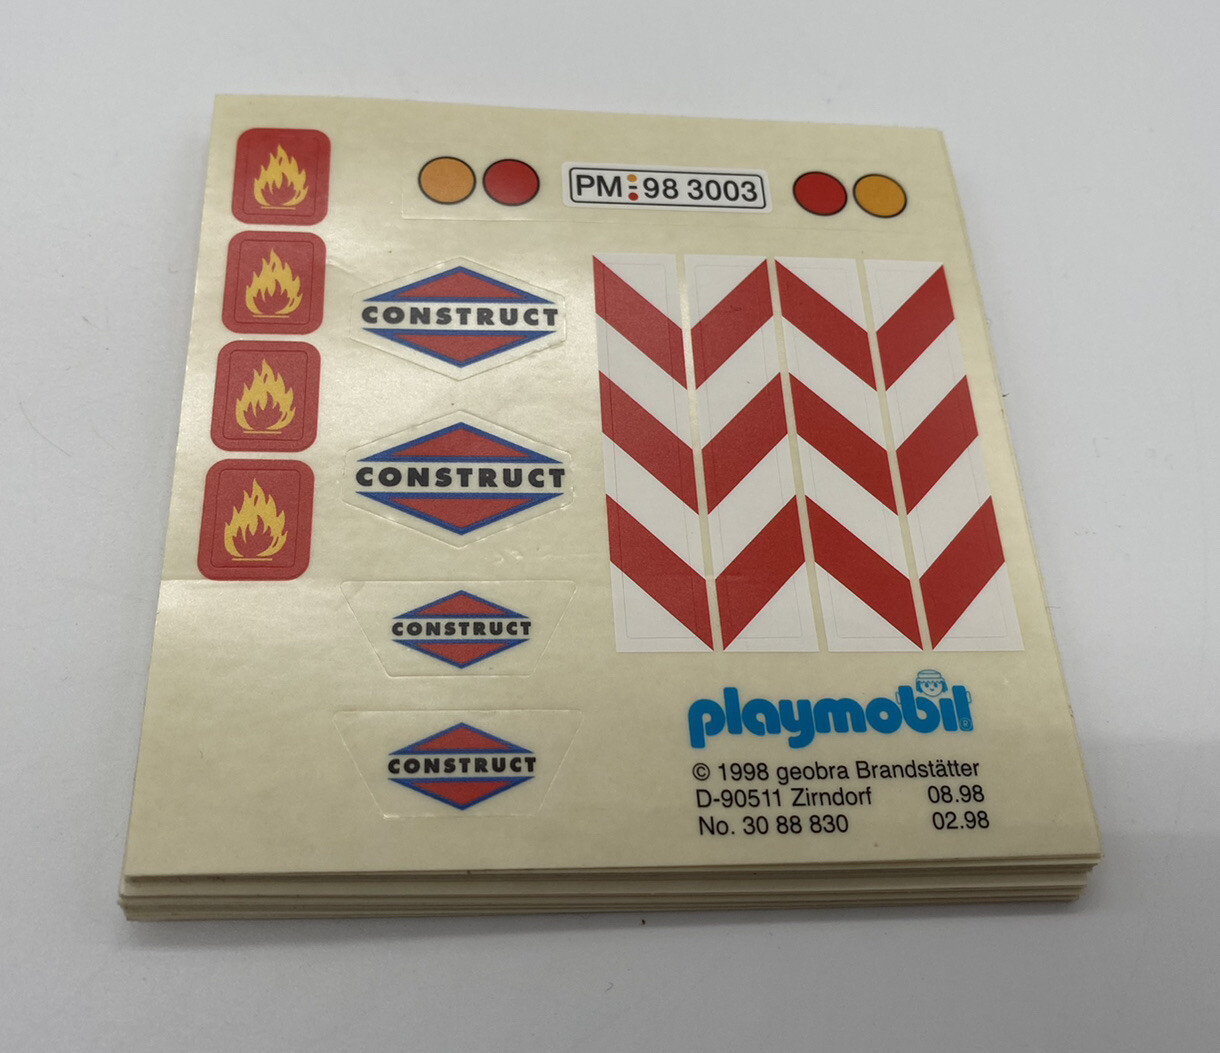 PM 98 3003
CONSTRUCT
CONSTRUCT
CONSTRUCT
CONSTRUCT
playmobil
© 1998 geobra Brandstätter
D-90511 Zirndorf 08.98
No. 30 88 830 02.98